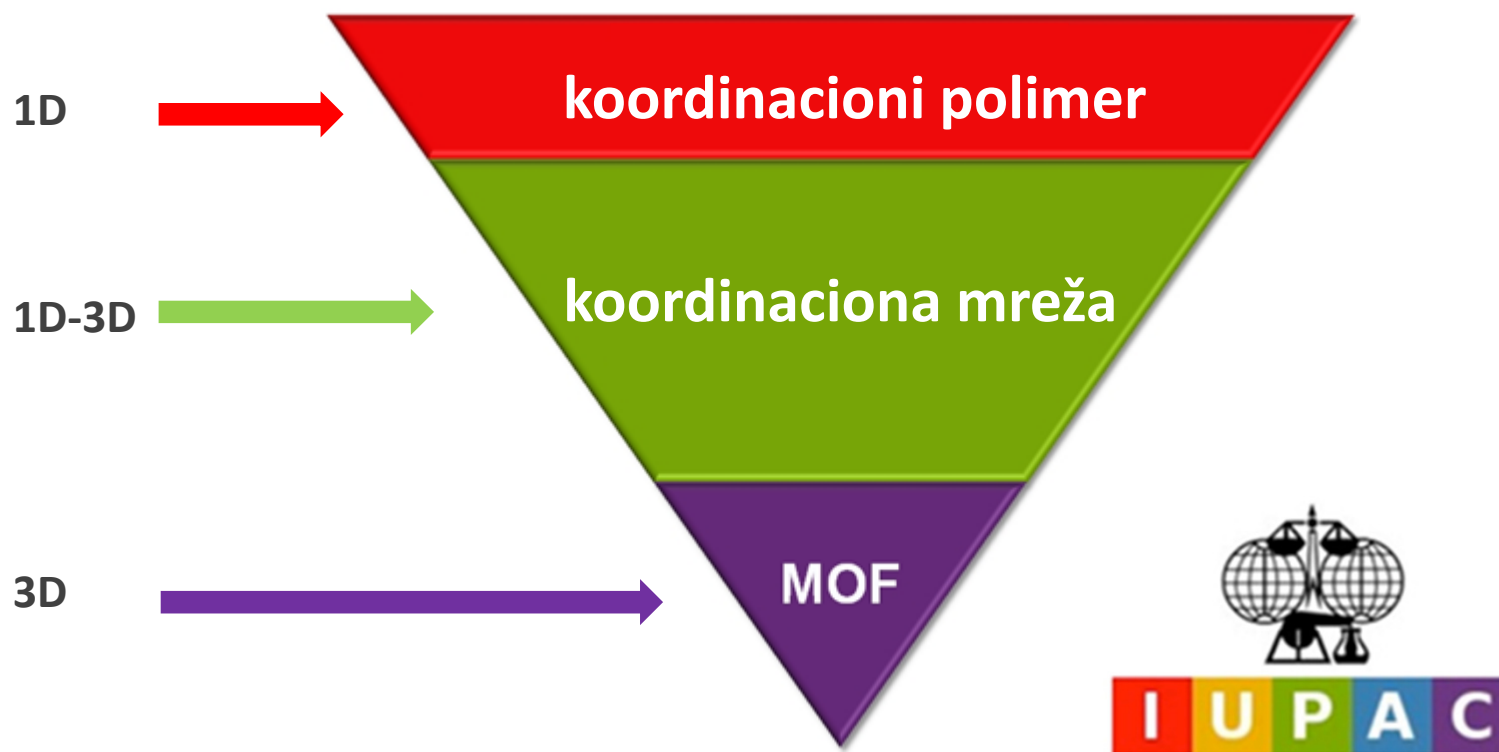 1D
koordinacioni polimer
1D-3D
koordinaciona mreža
3D
MOF
IUPAC